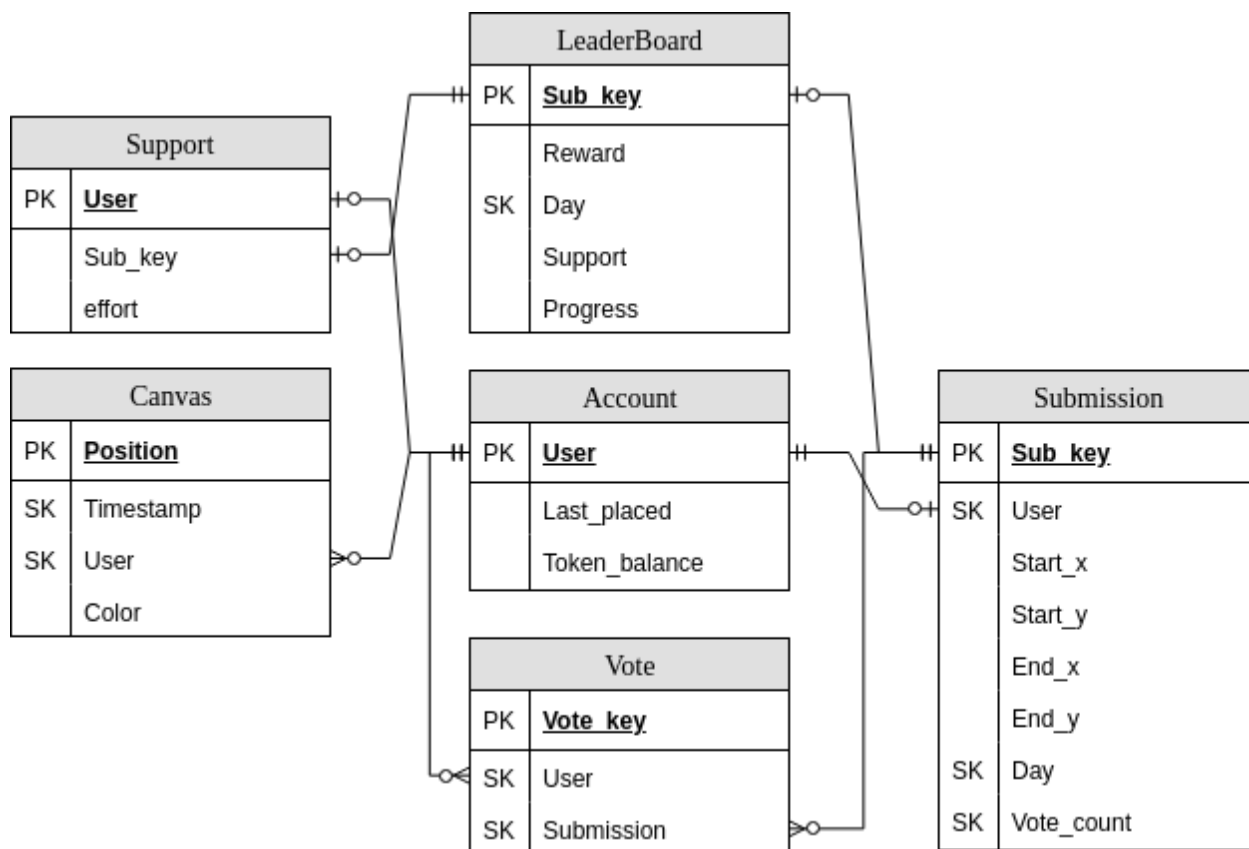 LeaderBoard
PK Sub_key
Reward
SK Day
Support
Progress
Support
PK User
Sub_key
effort
Canvas
PK Position
SK Timestamp
SK User
Color
Account
PK User
Last_placed
Token_balance
Vote
PK Vote_key
SK User
SK Submission
Submission
PK Sub_key
SK User
Start_x
Start_y
End_x
End_y
SK Day
SK Vote_count